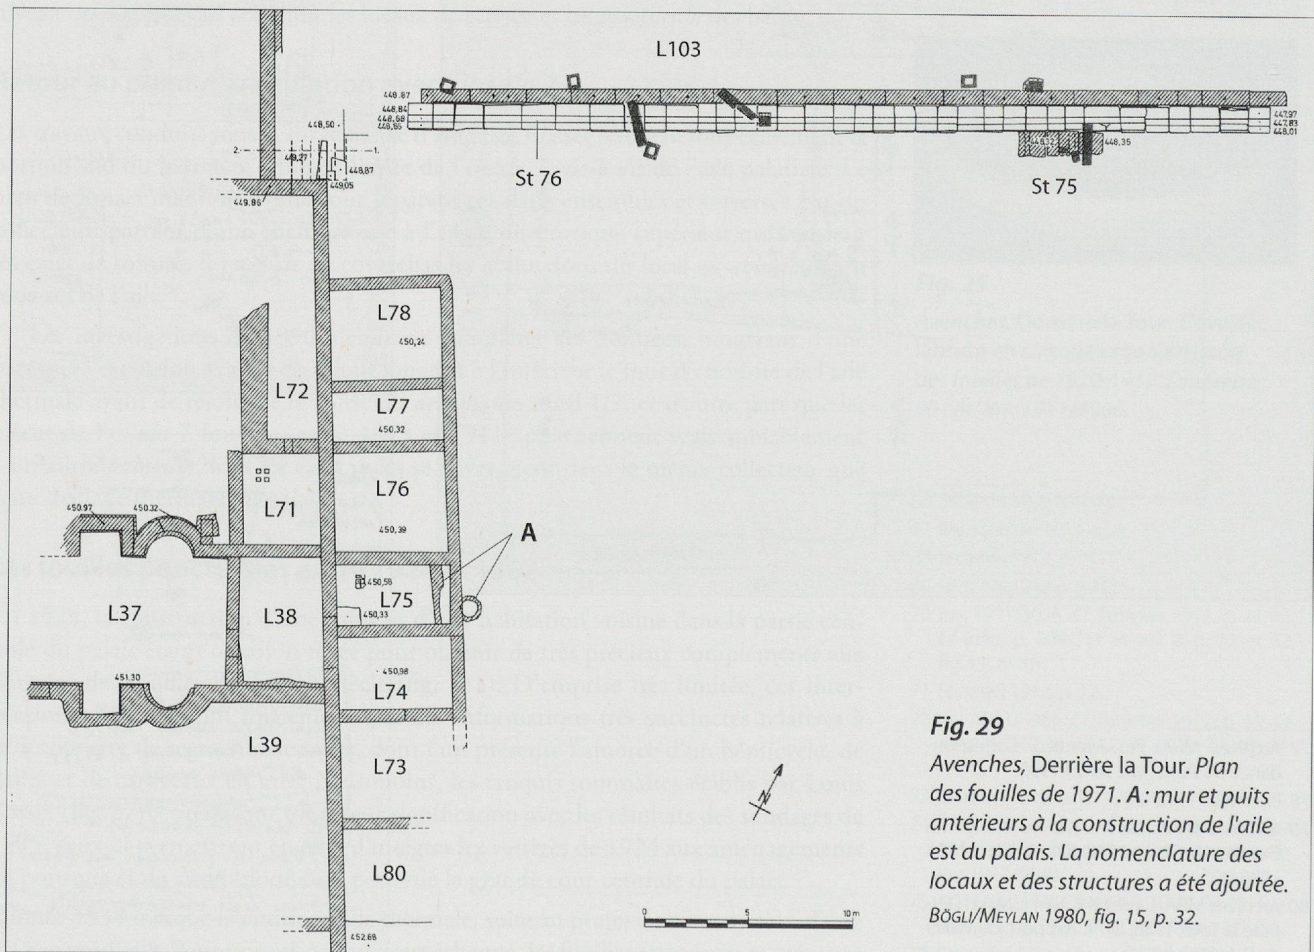 L103
448.87
448.84
448.58
448.65
447.97
447.83
448.01
448.35
St 76
St 75
448.50
2. 1.
449.27
448.87
449.05
449.86
L78
450,24
L72
L77
450.32
L76
450,39
L71
450.97
450.32
A
450,58
L75
450,33
L37
L38
450,98
L74
451.30
L39
L73
L80
452.68
N
0 5 10 m
Fig. 29
Avenches, Derrière la Tour. Plan
des fouilles de 1971. A : mur et puits
antérieurs à la construction de l'aile
est du palais. La nomenclature des
locaux et des structures a été ajoutée.
BÖGLI/MEYLAN 1980, fig. 15, p. 32.